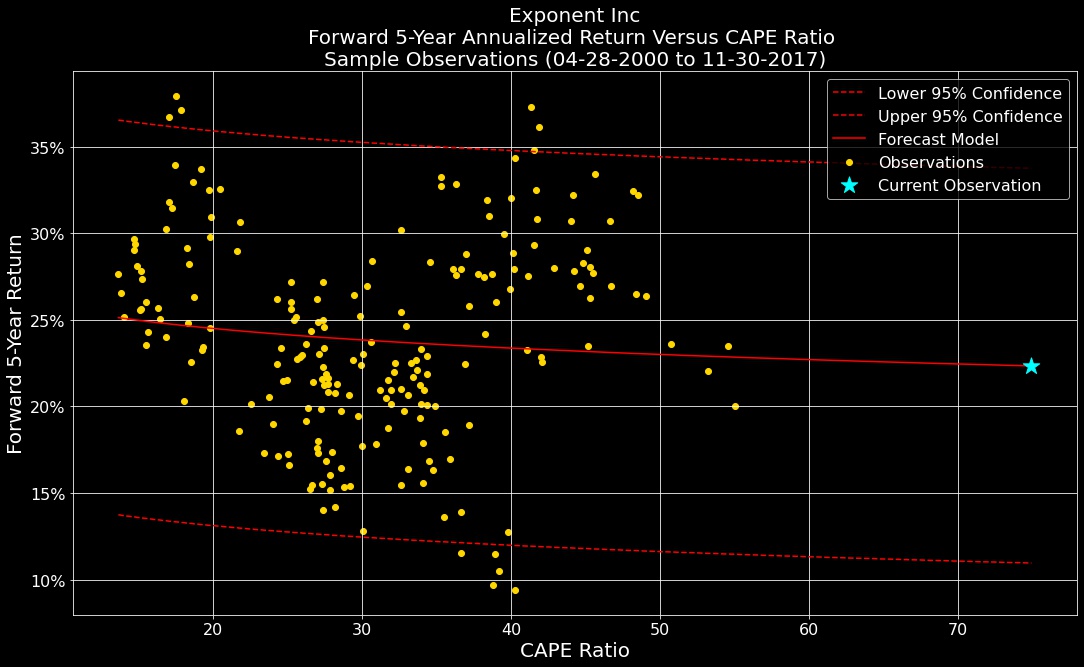 Exponent Inc
Forward 5-Year Annualized Return Versus CAPE Ratio
Sample Observations (04-28-2000 to 11-30-2017)
Lower 95% Confidence
Upper 95% Confidence
Forecast Model
Observations
Current Observation
Forward 5-Year Return
35%
30%
25%
20%
15%
10%
20 30 40 50 60 70
CAPE Ratio